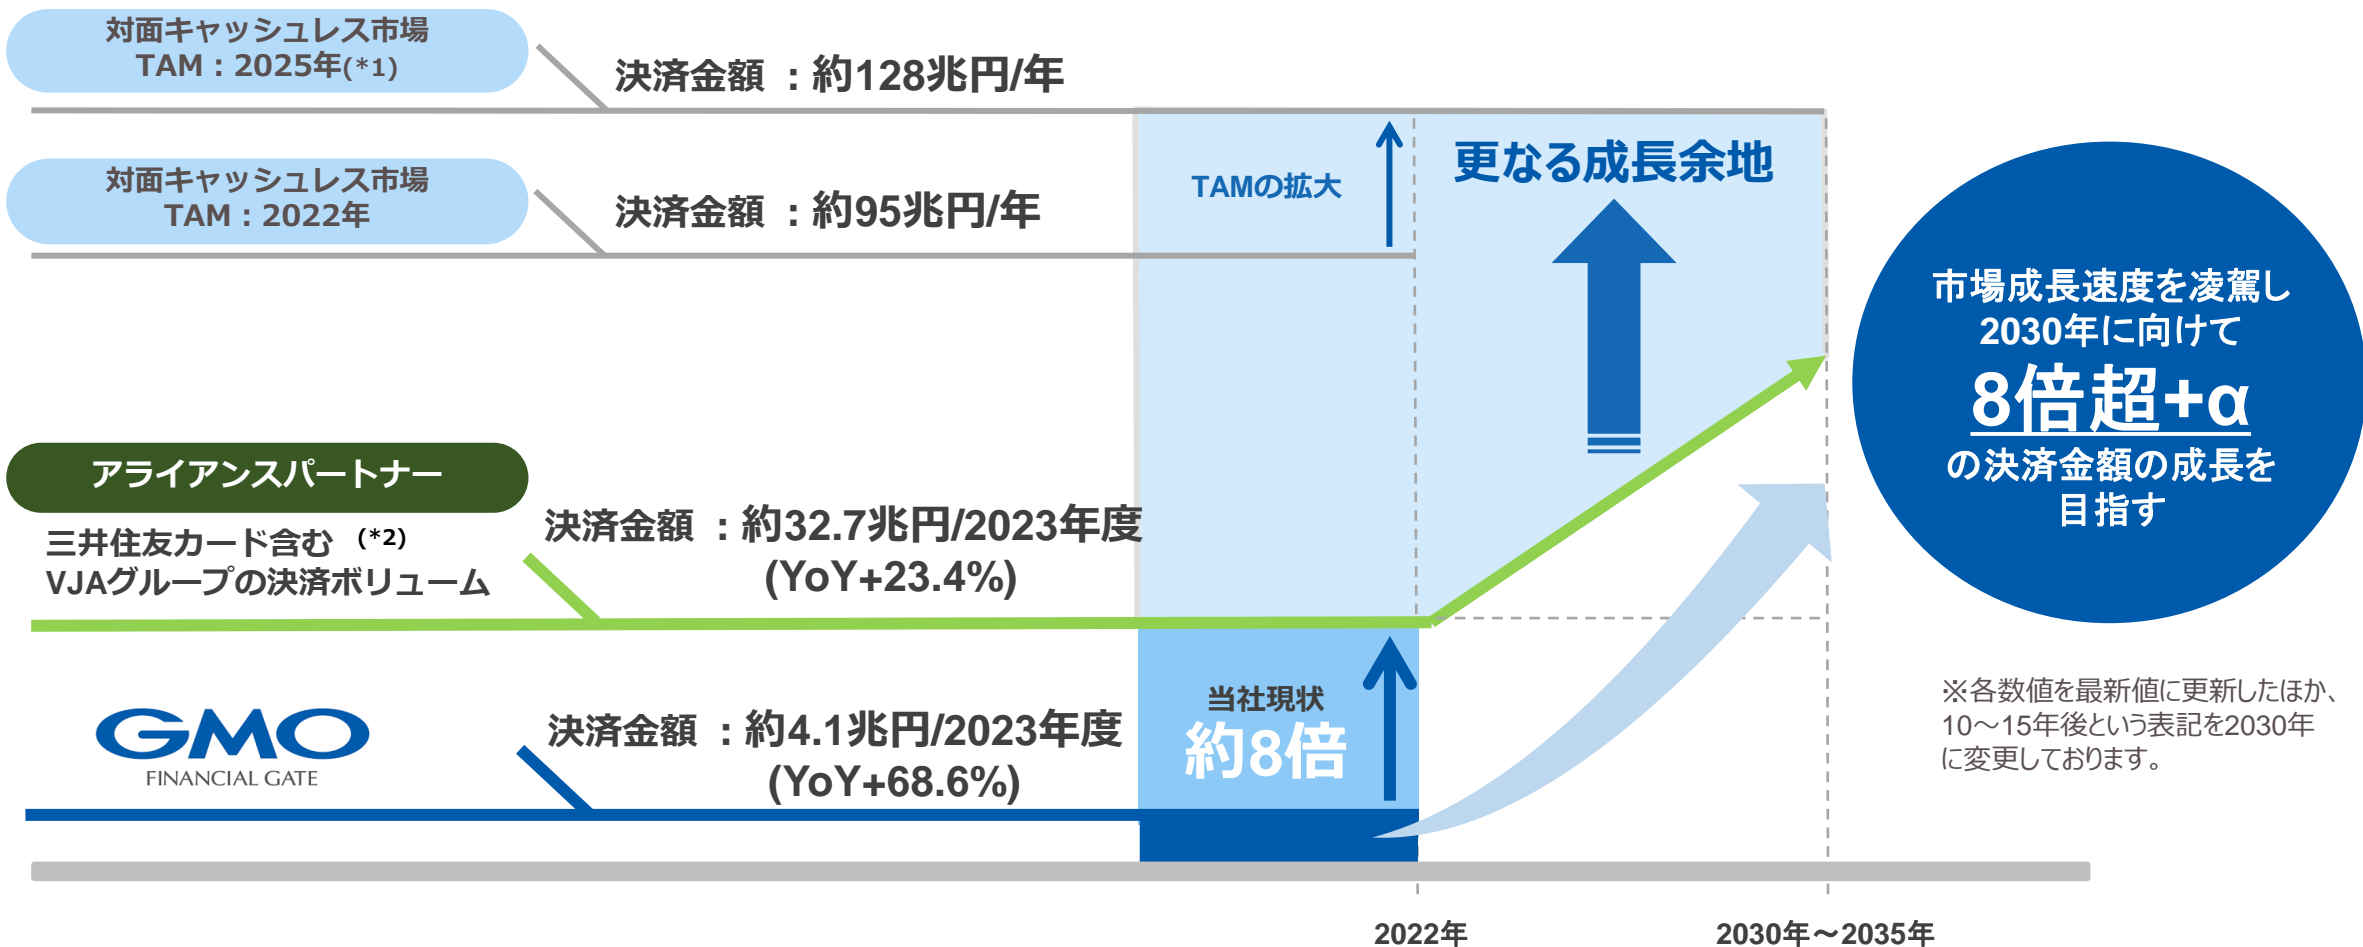 対面キャッシュレス市場
TAM：2025年(*1)
決済金額 ：約128兆円/年
対面キャッシュレス市場
TAM：2022年
決済金額 ：約95兆円/年
TAMの拡大
更なる成長余地
市場成長速度を凌駕し
2030年に向けて
8倍超+α
の決済金額の成長を
目指す
アライアンスパートナー
三井住友カード含む (*2)
VJAグループの決済ボリューム
決済金額 ：約32.7兆円/2023年度
(YoY+23.4%)
GMO
FINANCIAL GATE
決済金額 ：約4.1兆円/2023年度
(YoY+68.6%)
当社現状
約8倍
※各数値を最新値に更新したほか、
10～15年後という表記を2030年
に変更しております。
2022年
2030年～2035年